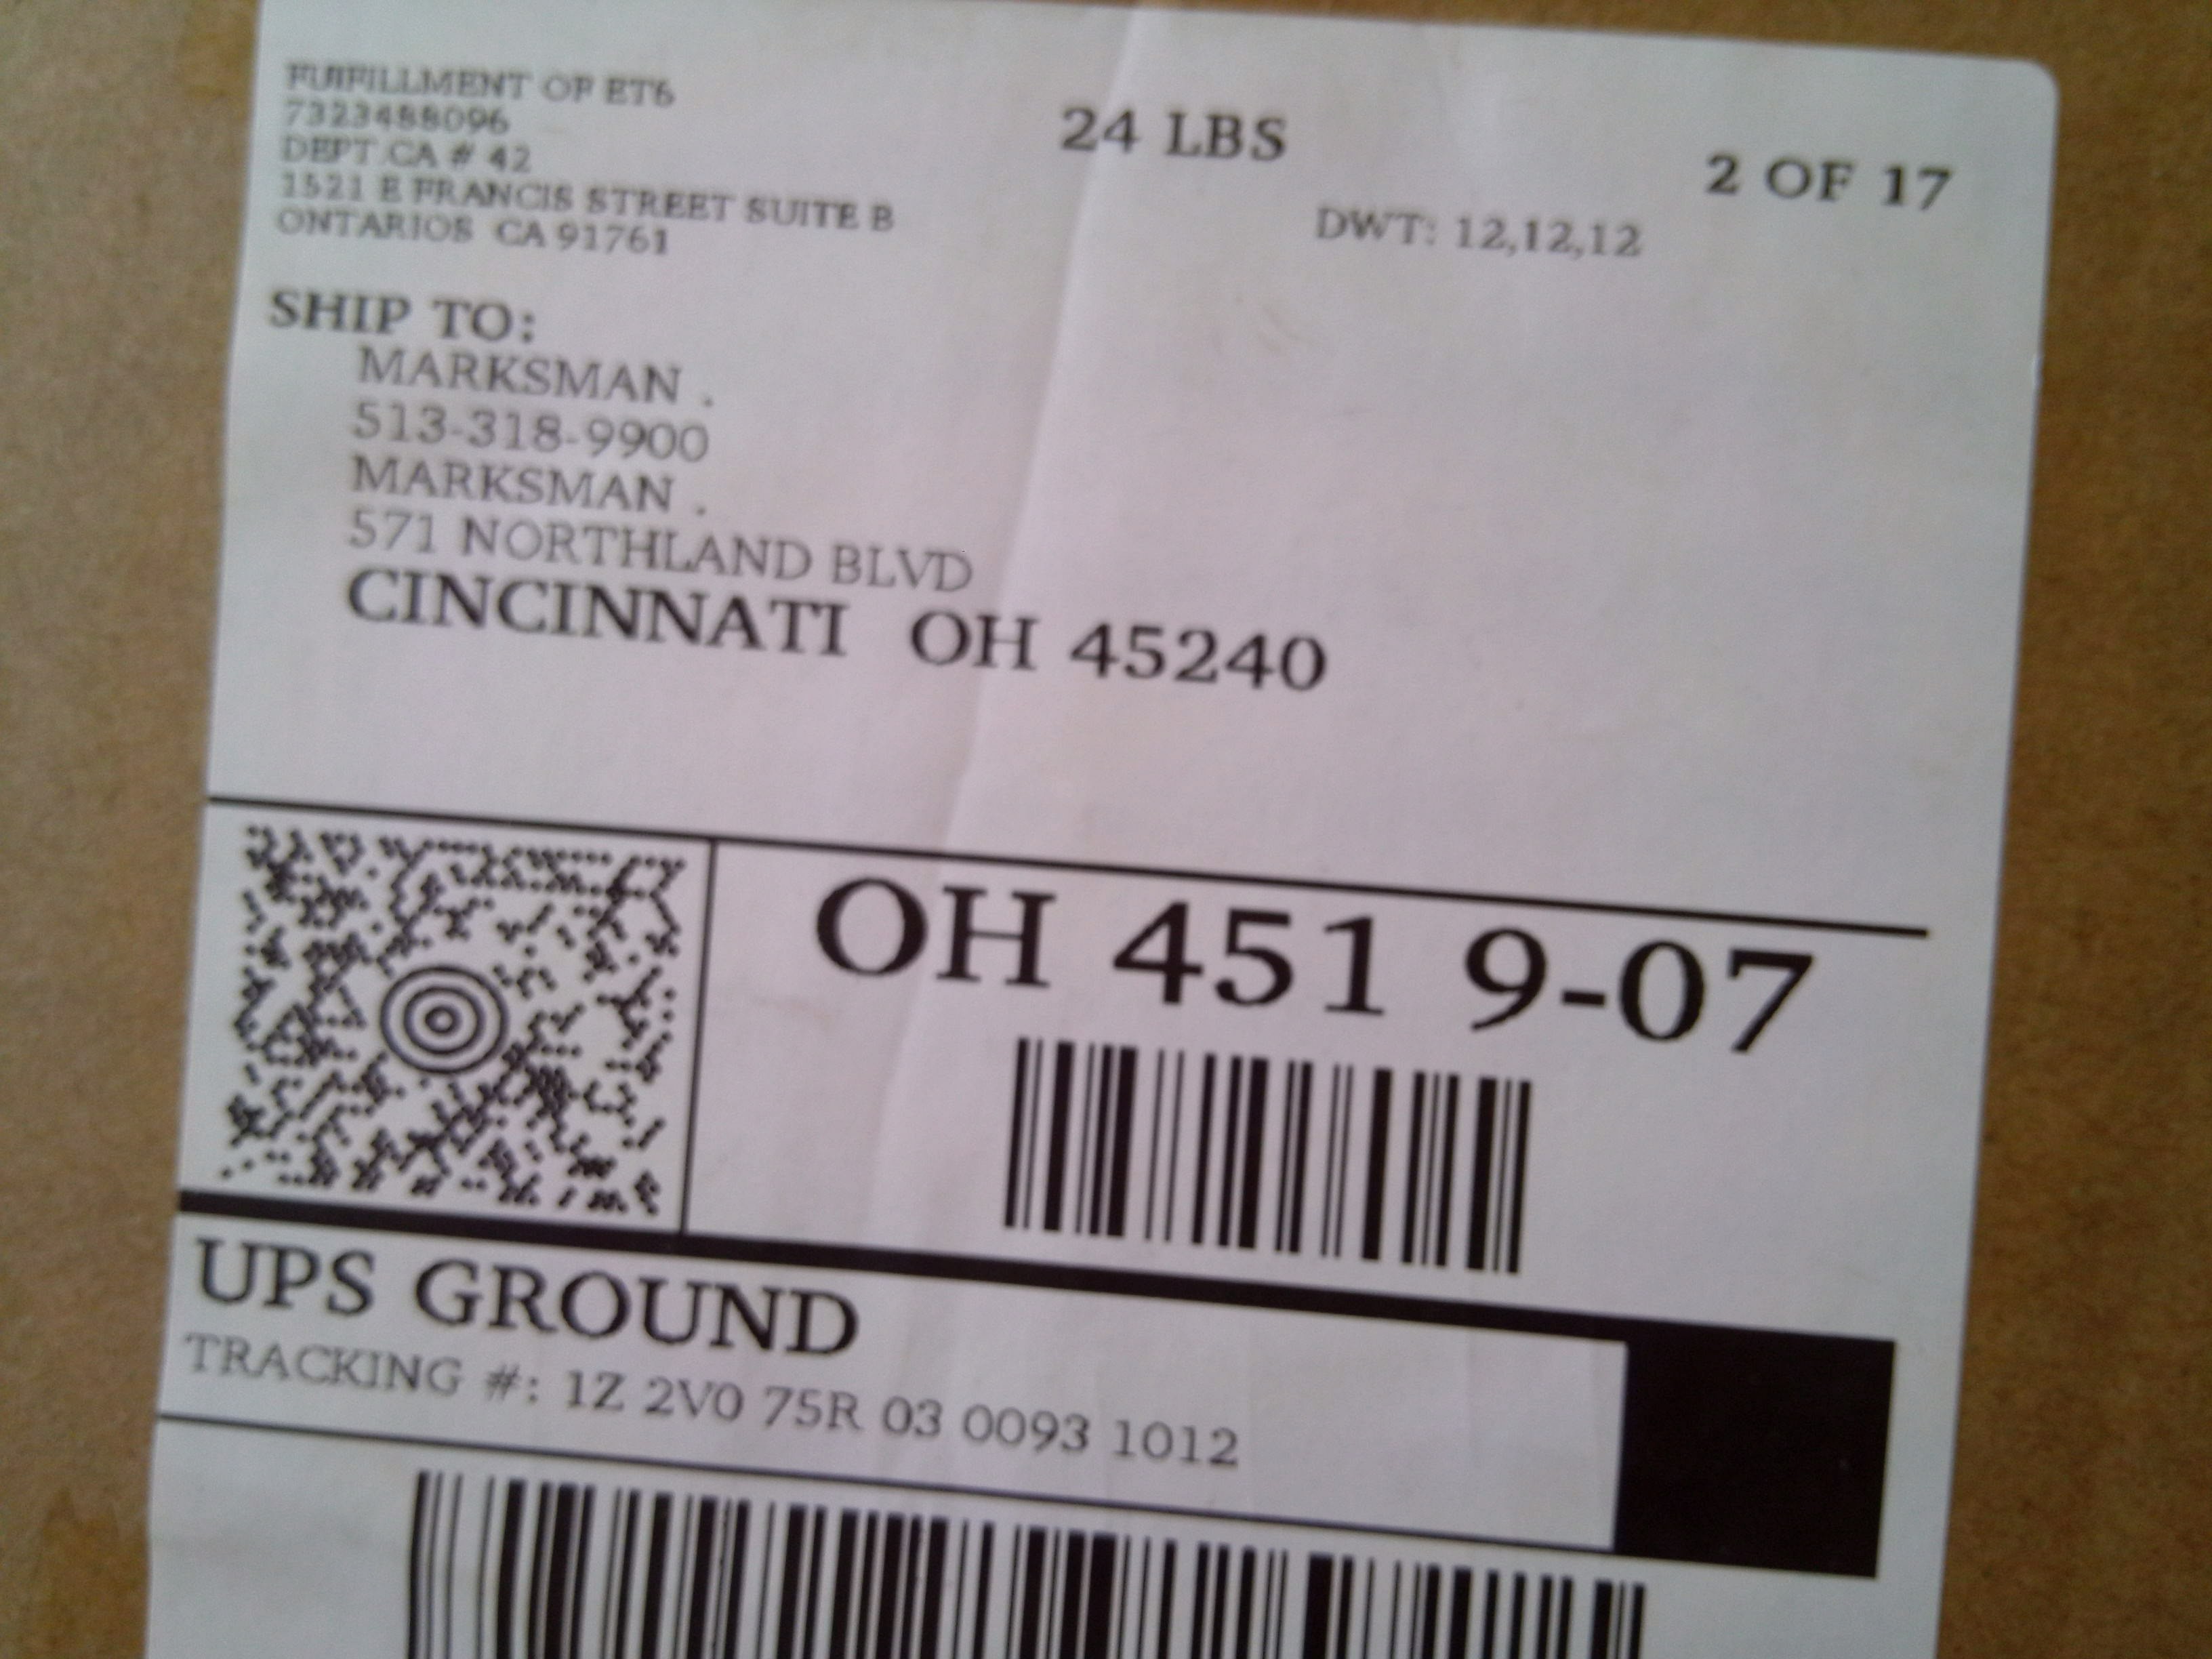 FULFILLMENT OF ET6
7323488096
DEPT CA # 42
1521 E FRANCIS STREET SUITE B
ONTARIOS CA 91761
24 LBS
2 OF 17
DWT: 12,12,12
SHIP TO:
MARKSMAN .
513-318-9900
MARKSMAN .
571 NORTHLAND BLVD
CINCINNATI OH 45240
OH 451 9-07
UPS GROUND
TRACKING #: 1Z 2V0 75R 03 0093 1012